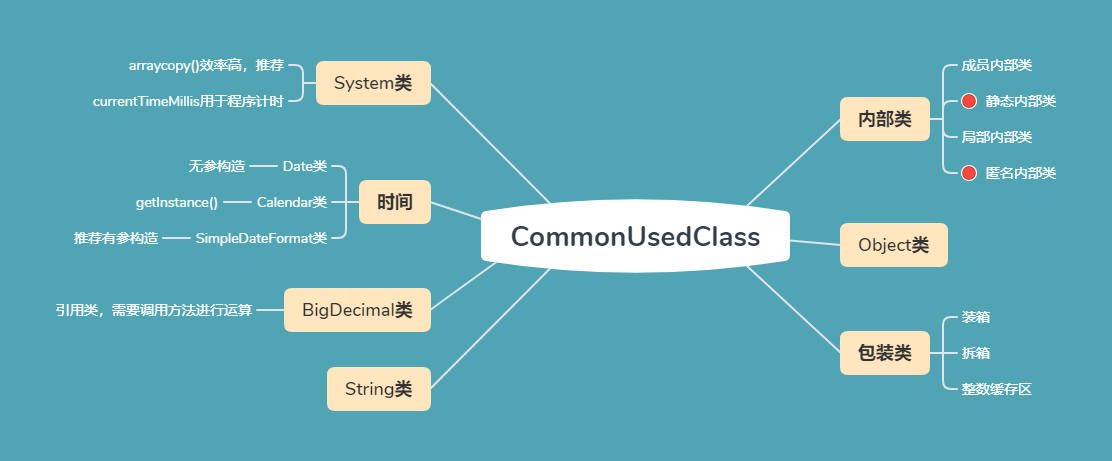 CommonUsedClass
内部类
成员内部类
静态内部类
局部内部类
匿名内部类
Object类
包装类
装箱
拆箱
整数缓存区
System类
arraycopy()效率高，推荐
currentTimeMillis用于程序计时
时间
Date类
无参构造
Calendar类
getInstance()
SimpleDateFormat类
推荐有参构造
BigDecimal类
引用类，需要调用方法进行运算
String类